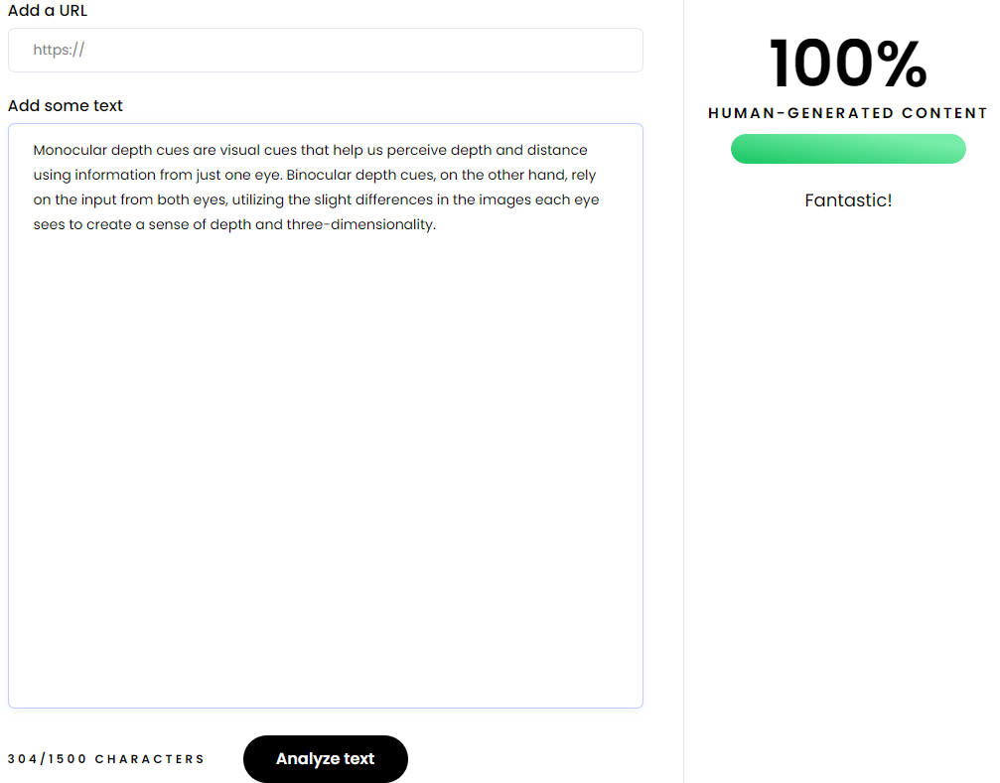 Add a URL
https://
Add some text
Monocular depth cues are visual cues that help us perceive depth and distance
using information from just one eye. Binocular depth cues, on the other hand, rely
on the input from both eyes, utilizing the slight differences in the images each eye
sees to create a sense of depth and three-dimensionality.
304/1500 CHARACTERS
Analyze text
100%
HUMAN-GENERATED CONTENT
Fantastic!